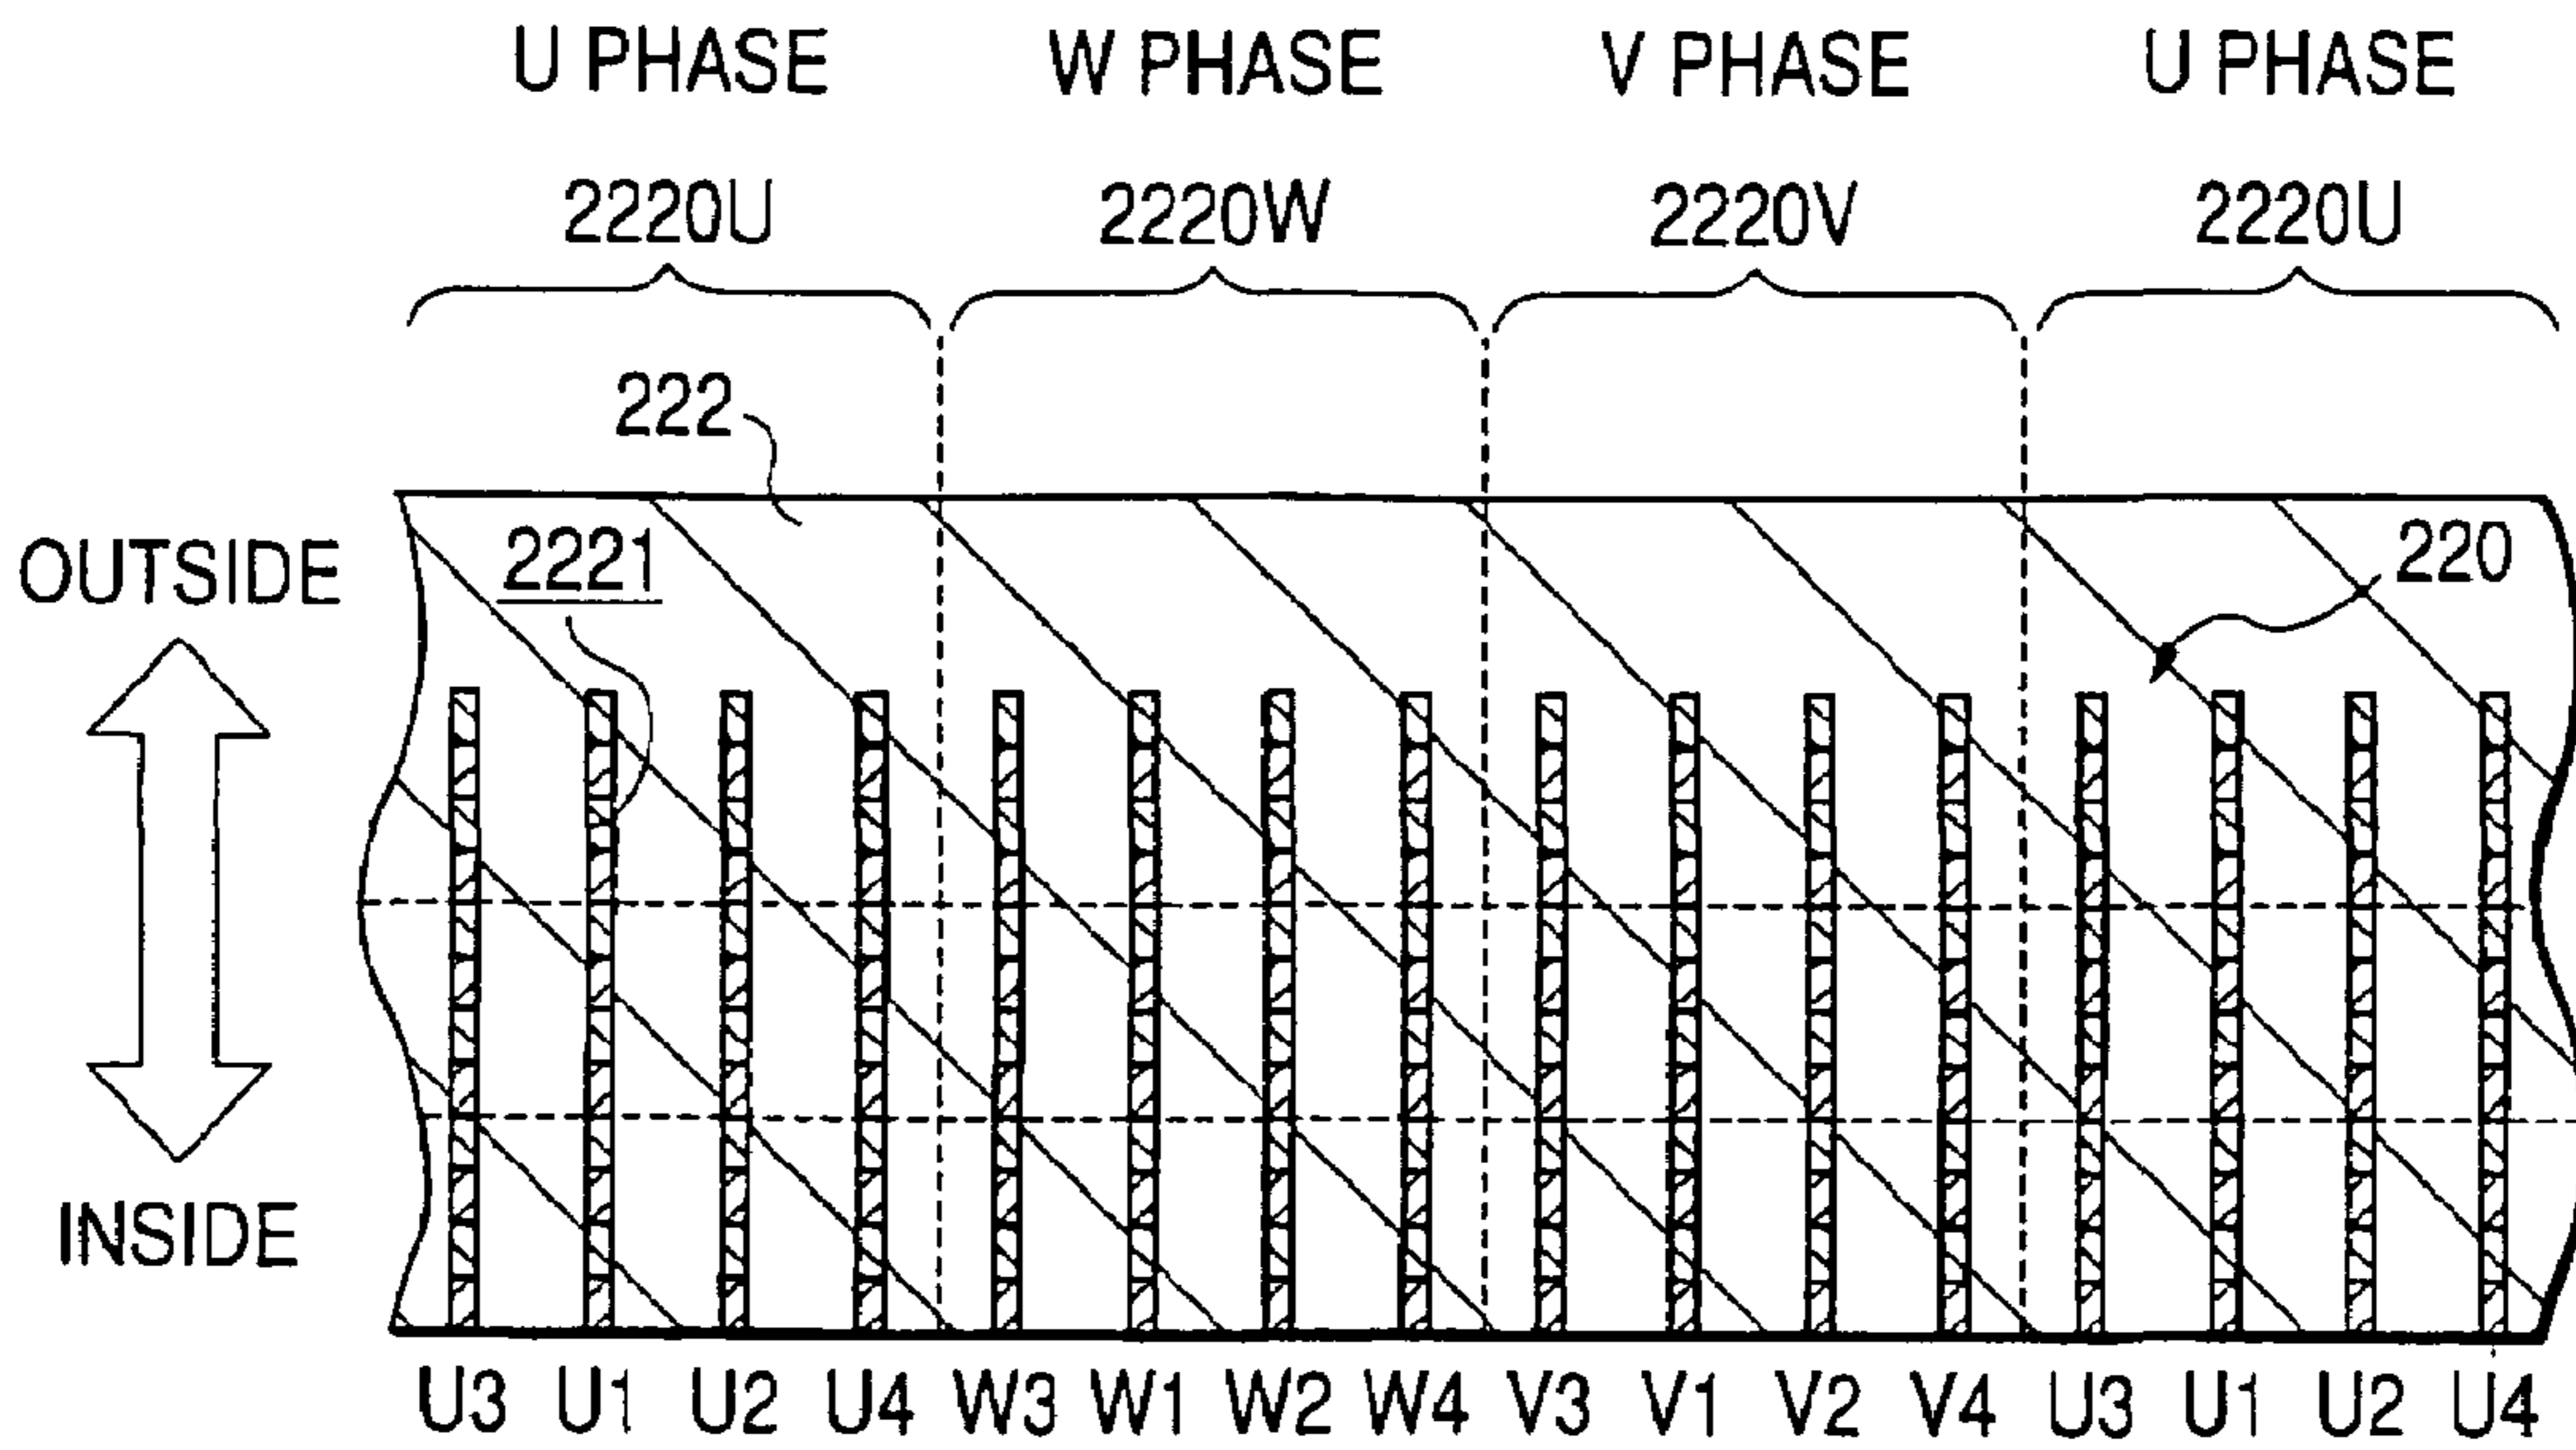 U PHASE W PHASE V PHASE U PHASE
2220U 2220W 2220V 2220U
222
2221
220
OUTSIDE
INSIDE
U3 U1 U2 U4 W3 W1 W2 W4 V3 V1 V2 V4 U3 U1 U2 U4